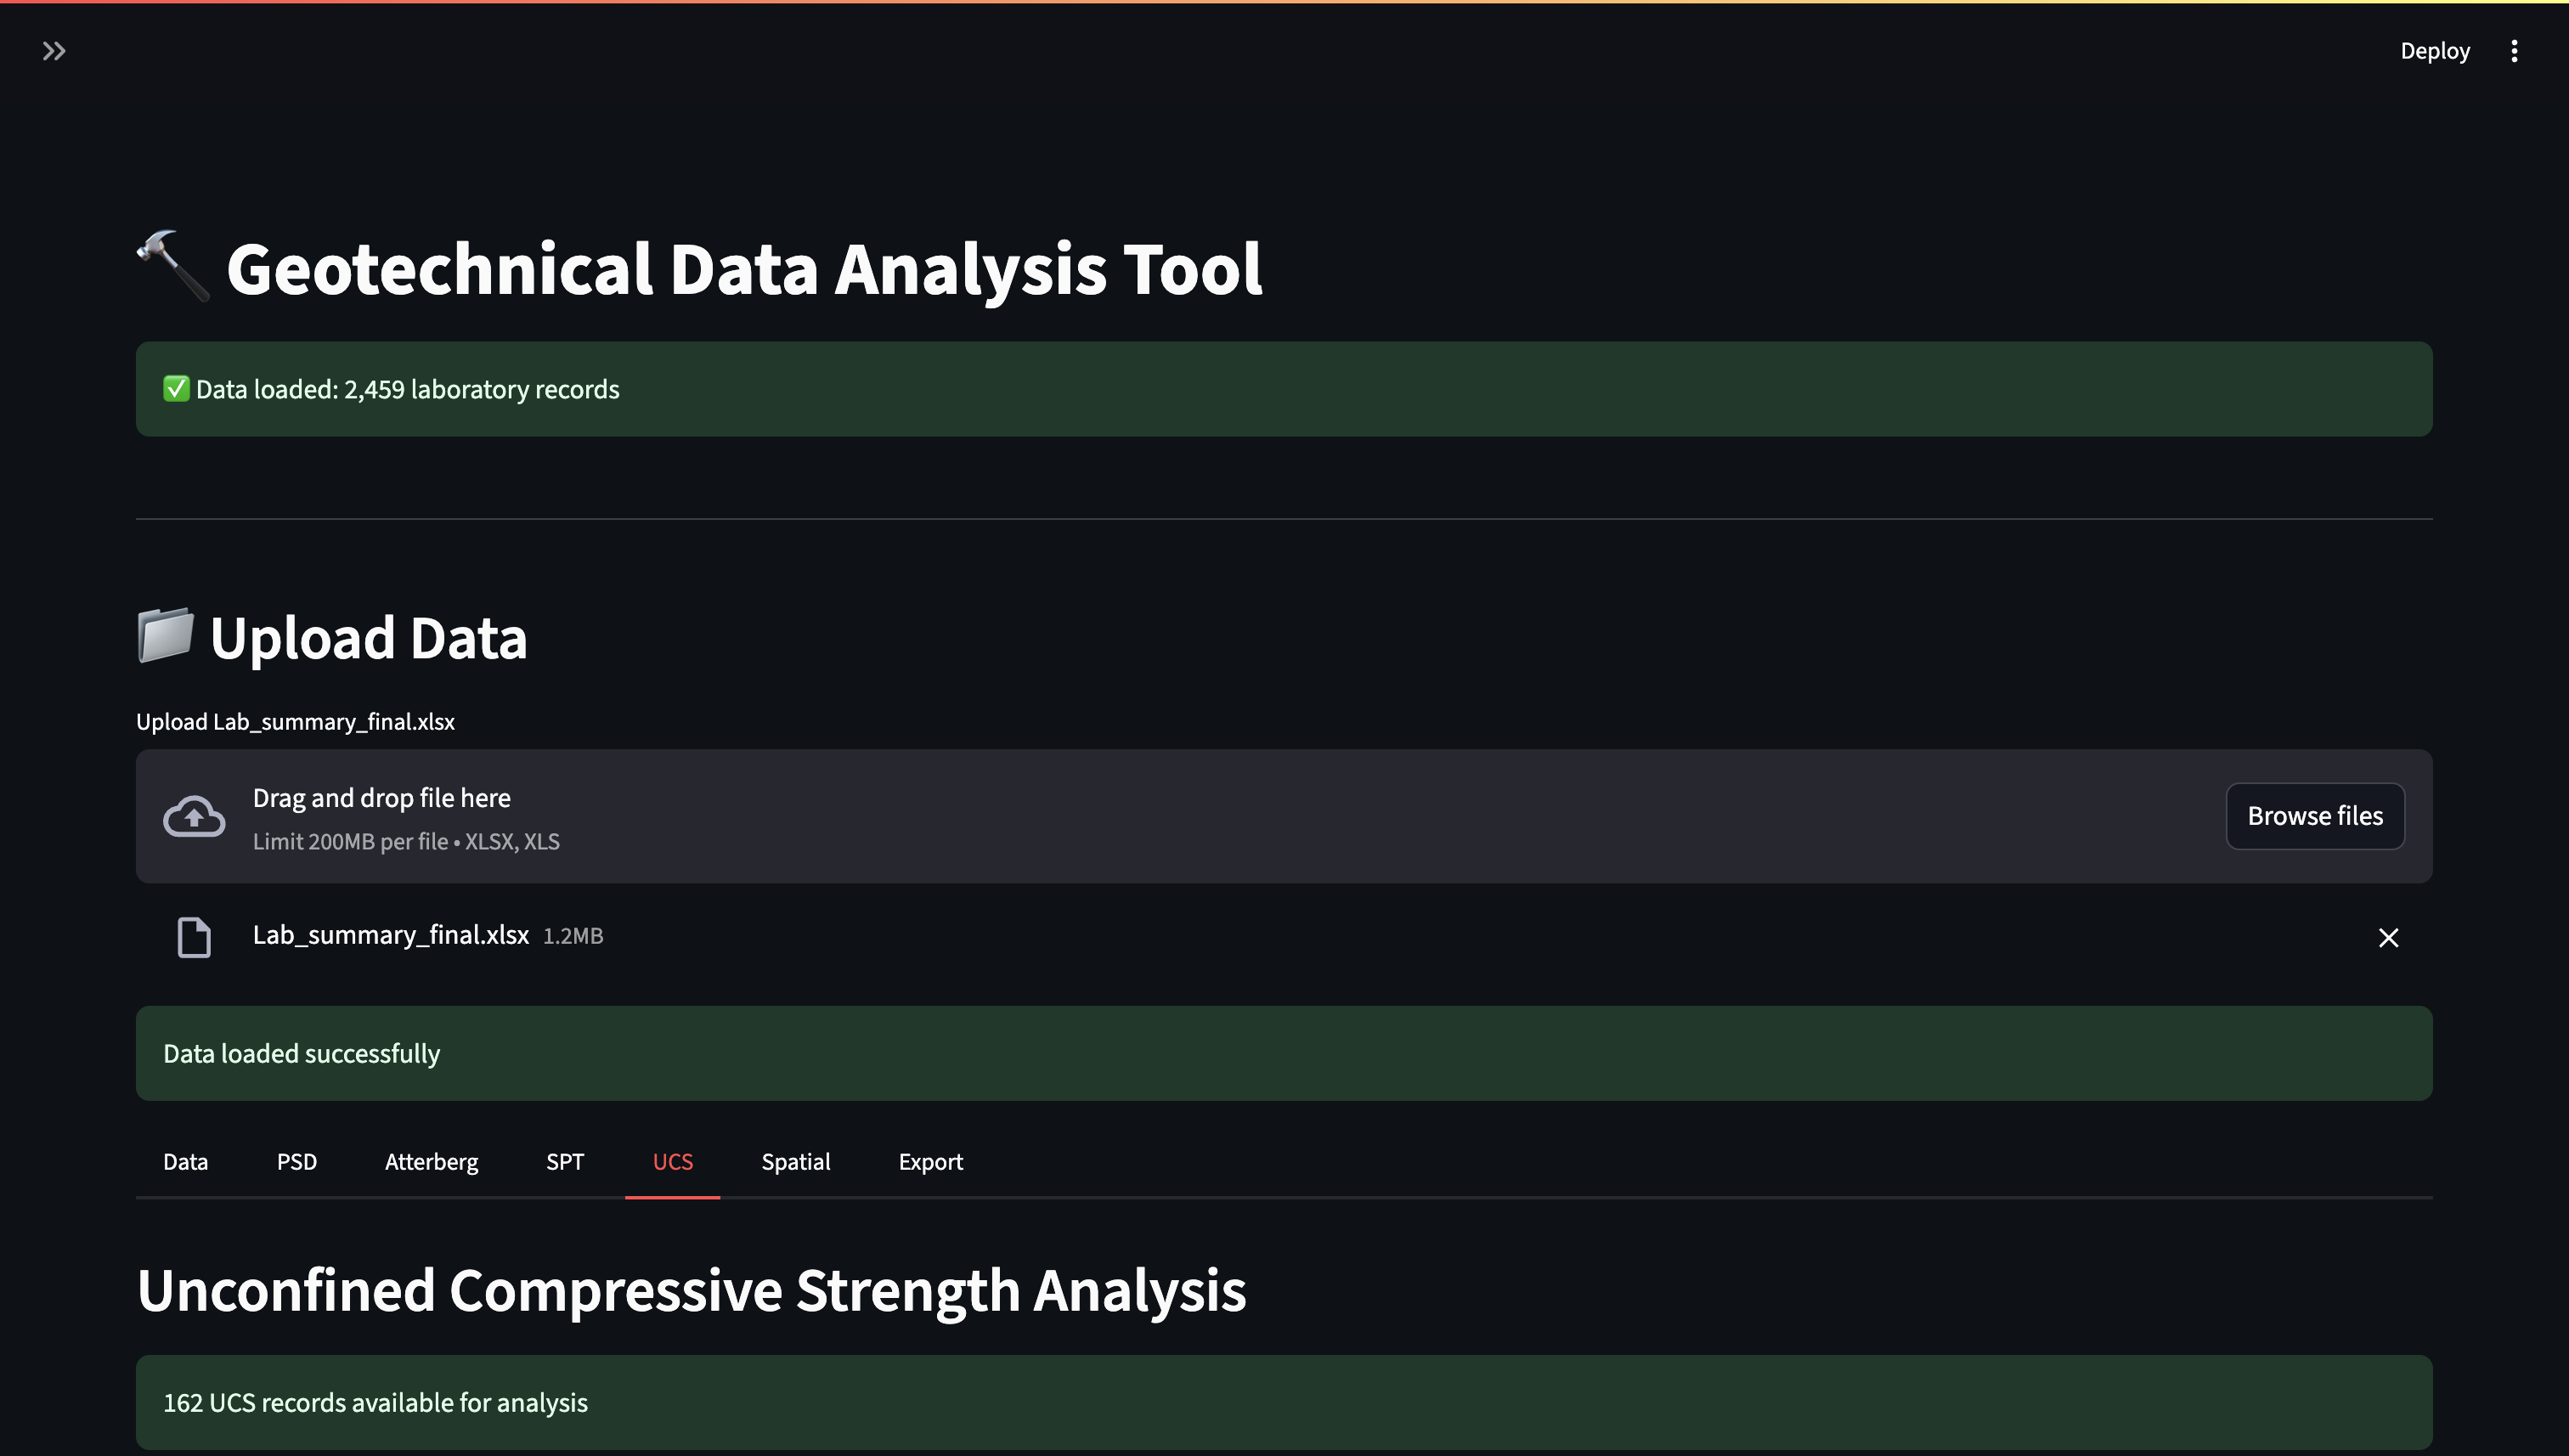 Deploy
Geotechnical Data Analysis Tool
Data loaded: 2,459 laboratory records
Upload Data
Upload Lab_summary_final.xlsx
Drag and drop file here
Limit 200MB per file • XLSX, XLS
Browse files
Lab_summary_final.xlsx 1.2MB
Data loaded successfully
Data PSD Atterberg SPT UCS Spatial Export
Unconfined Compressive Strength Analysis
162 UCS records available for analysis